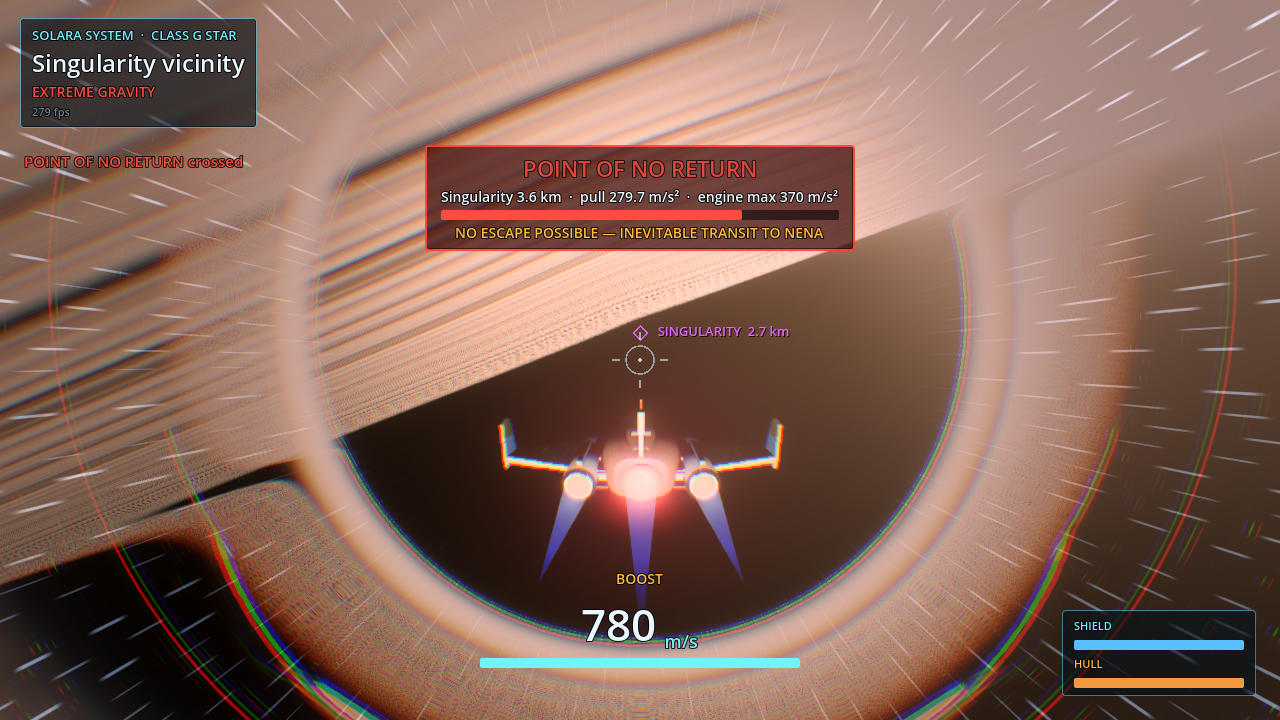 SOLARA SYSTEM · CLASS G STAR
Singularity vicinity
EXTREME GRAVITY
279 fps
POINT OF NO RETURN crossed
POINT OF NO RETURN
Singularity 3.6 km · pull 279.7 m/s² · engine max 370 m/s²
NO ESCAPE POSSIBLE — INEVITABLE TRANSIT TO NENA
SINGULARITY 2.7 km
BOOST
780 m/s
SHIELD
HULL